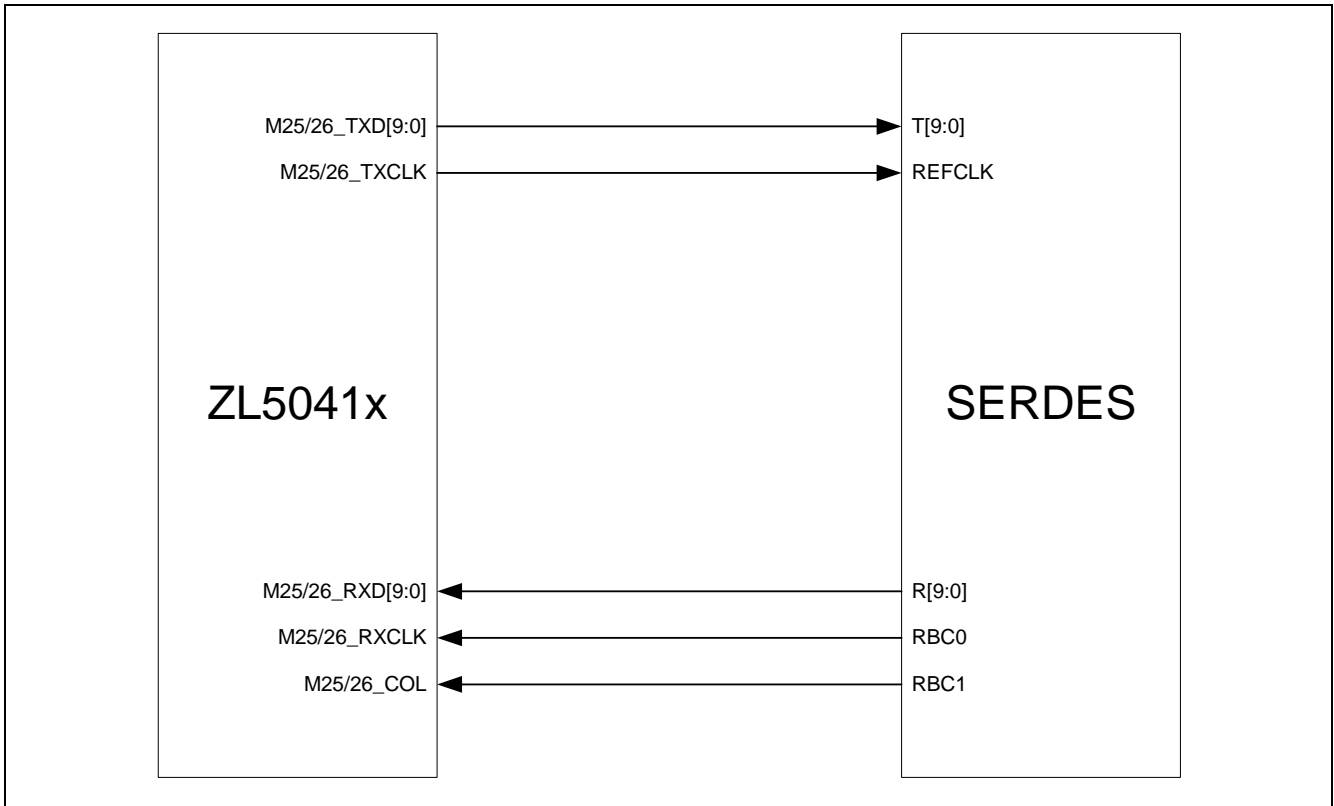 M25/26_TXD[9:0] T[9:0]
M25/26_TXCLK REFCLK
ZL5041x SERDES
M25/26_RXD[9:0] R[9:0]
M25/26_RXCLK RBC0
M25/26_COL RBC1